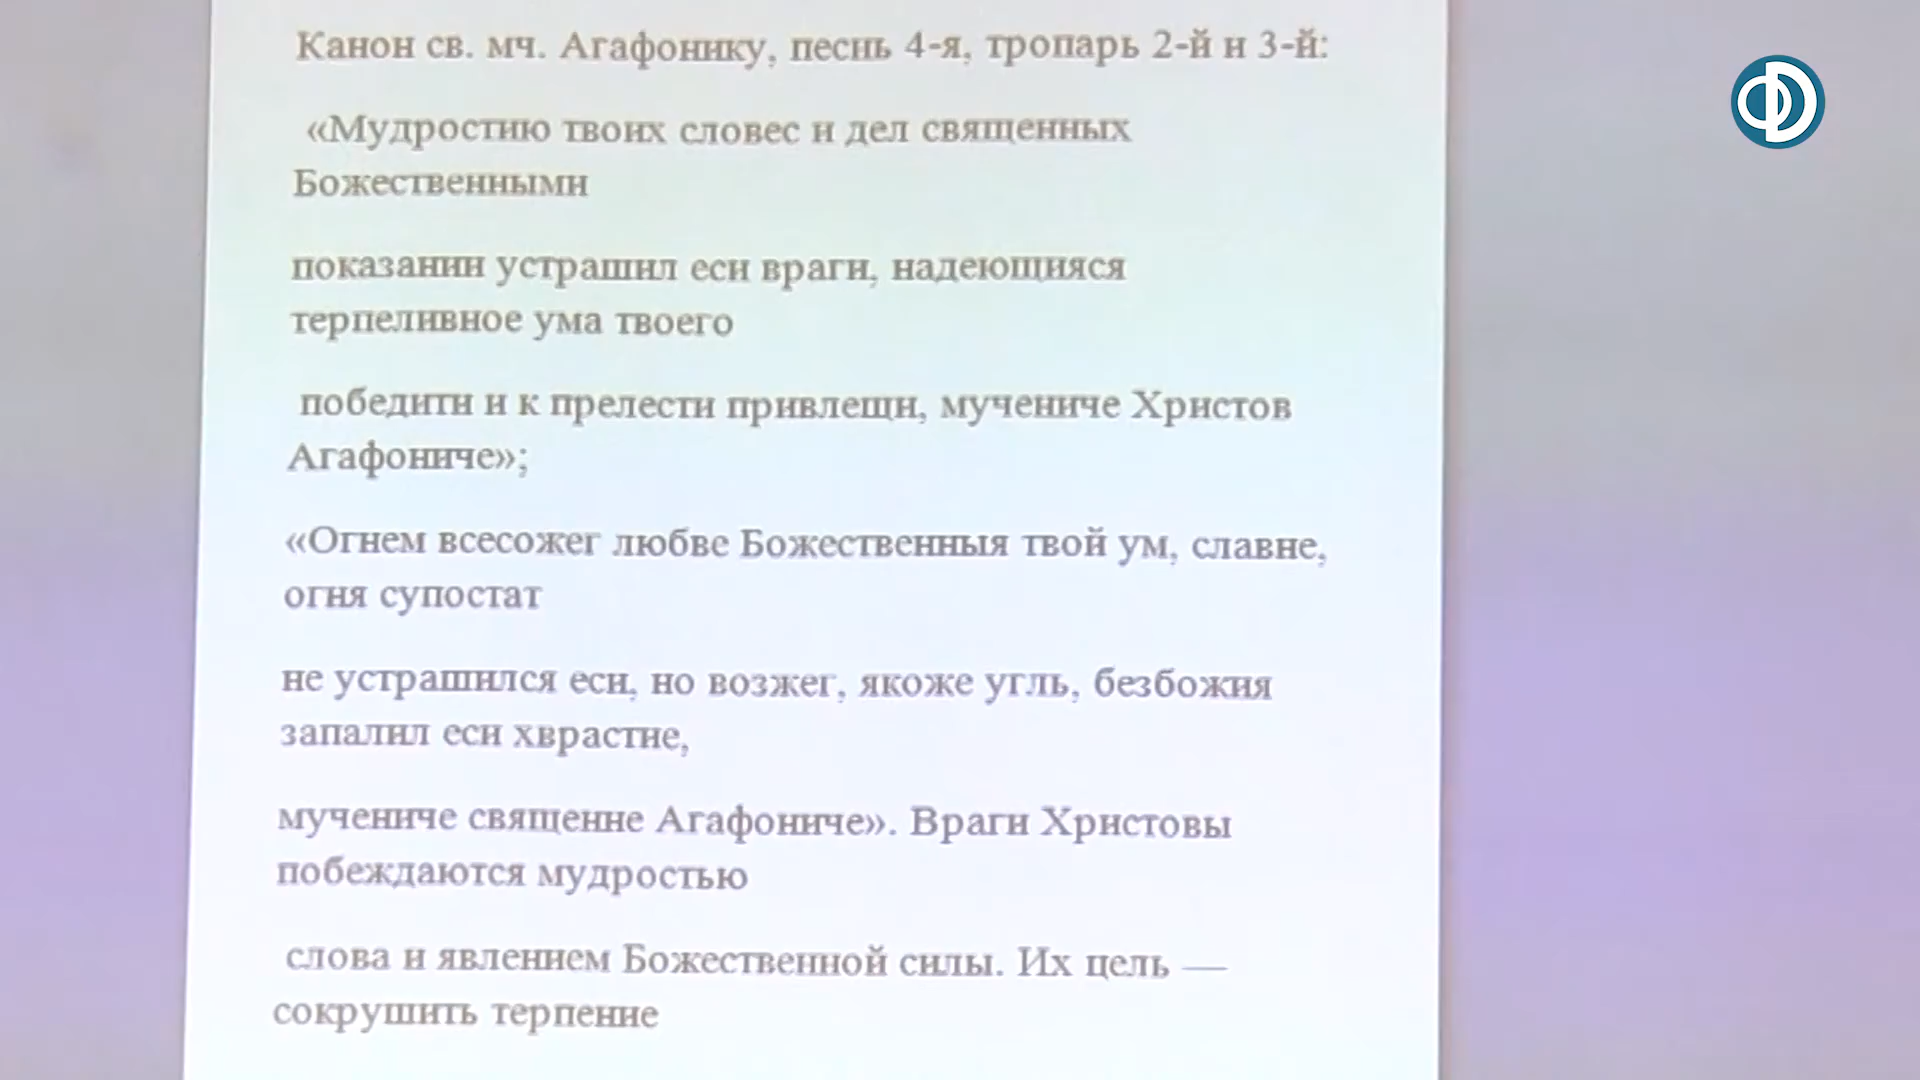 Канон св. мч. Агафонику, песнь 4-я, тропарь 2-й и 3-й:
«Мудростию твоих словес и дел священных
Божественными
показании устрашил еси враги, надеющияся
терпеливное ума твоего
победити и к прелести привлещи, мучениче Христов
Агафониче»;
«Огнем всесожег любве Божественныя твой ум, славне,
огня супостат
не устрашился еси, но возжег, якоже угль, безбожия
запалил еси хврастие,
мучениче священне Агафониче». Враги Христовы
побеждаются мудростью
слова и явлением Божественной силы. Их цель —
сокрушить терпение